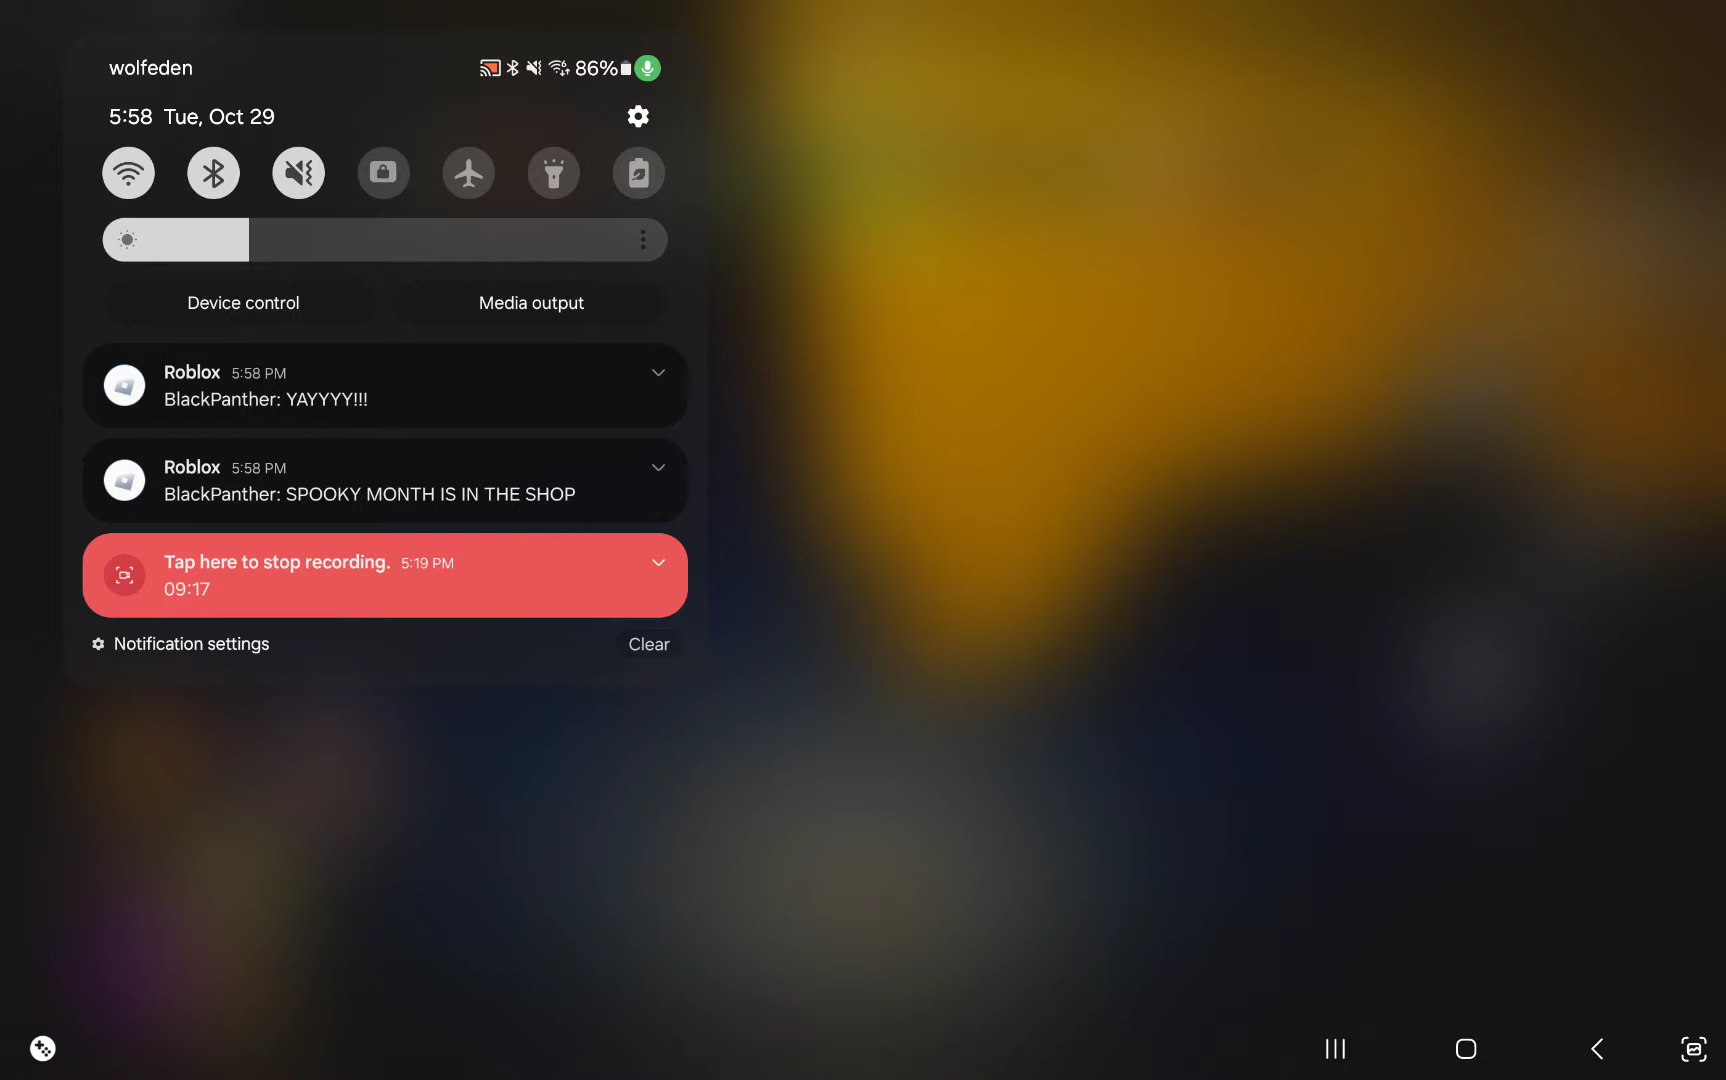 wolfeden
86%
5:58 Tue, Oct 29
Device control
Media output
Roblox 5:58 PM
BlackPanther: YAYYYY!!!
Roblox 5:58 PM
BlackPanther: SPOOKY MONTH IS IN THE SHOP
Tap here to stop recording. 5:19 PM
09:17
Notification settings
Clear